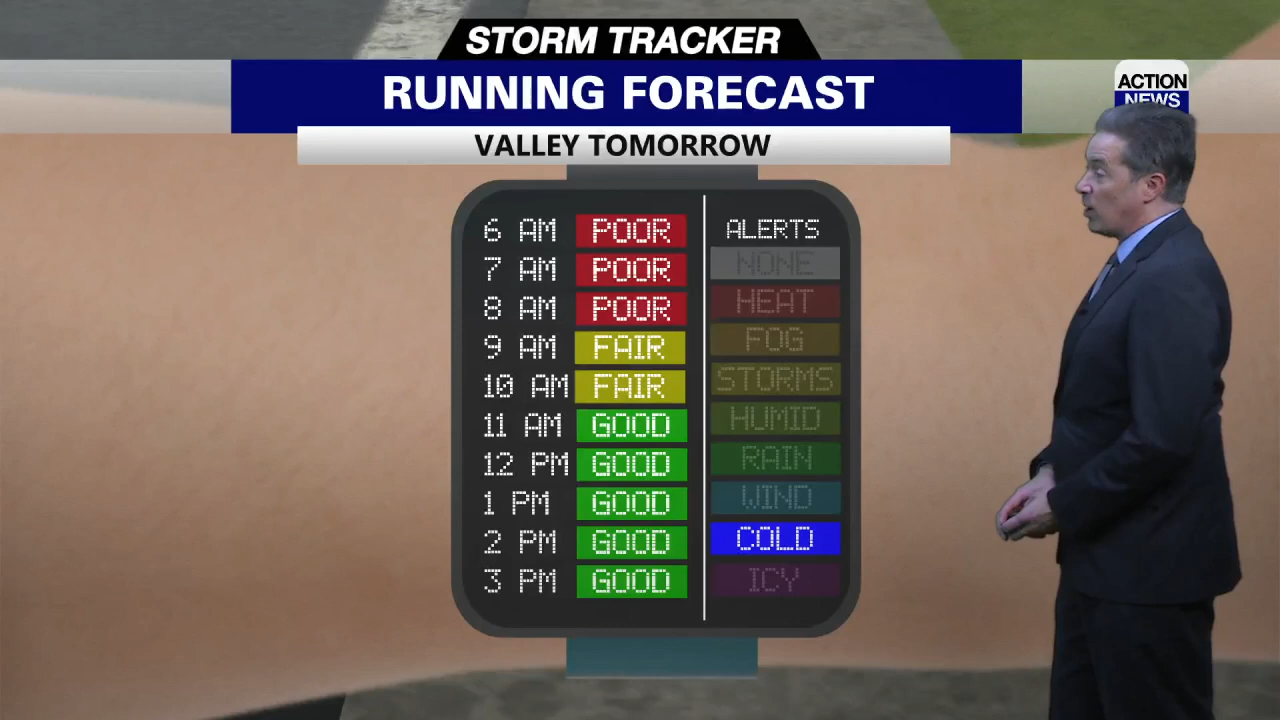 STORM TRACKER
RUNNING FORECAST
ACTION
NEWS
VALLEY TOMORROW
6 AM POOR
7 AM POOR
8 AM POOR
9 AM FAIR
10 AM FAIR
11 AM GOOD
12 PM GOOD
1 PM GOOD
2 PM GOOD
3 PM GOOD
ALERTS
NONE
HEAT
FOG
STORMS
HUMID
RAIN
WIND
COLD
ICY